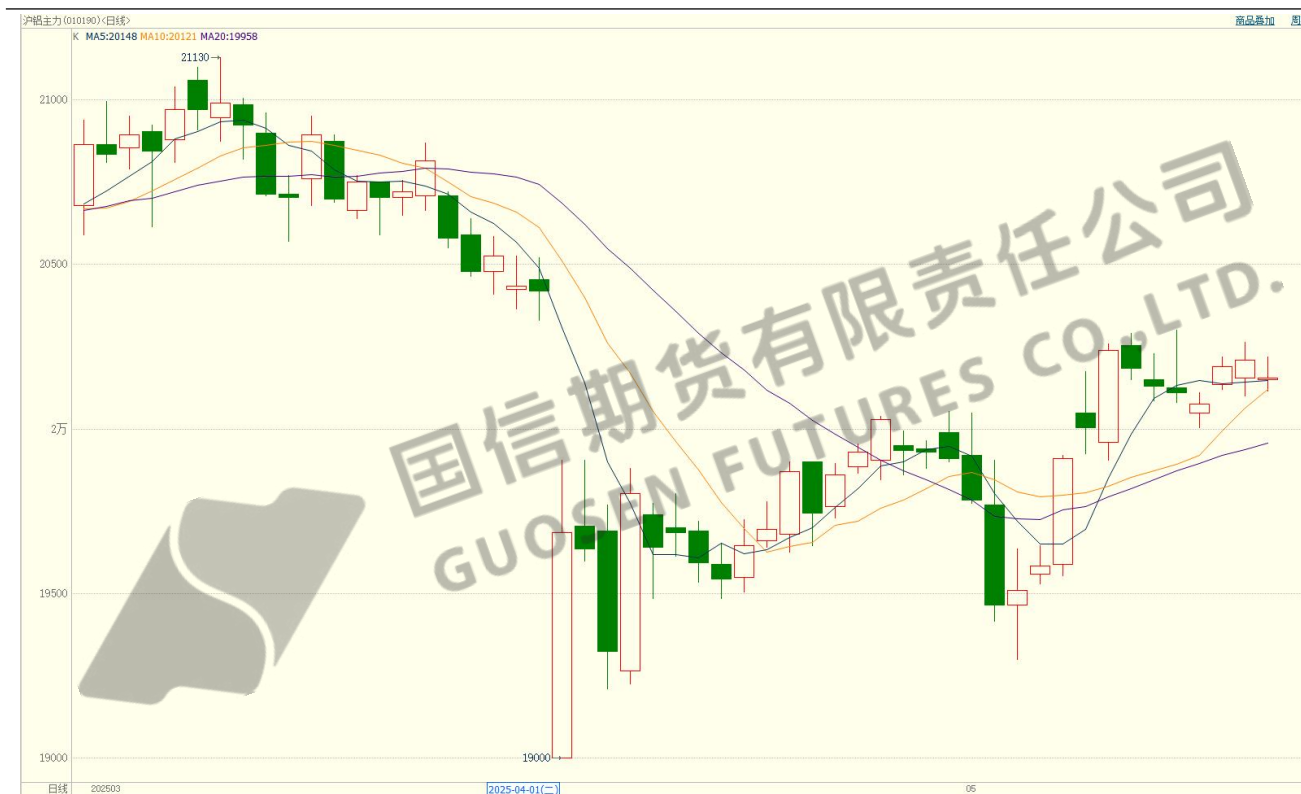 沪铝主力(010190)<日线>
商品叠加 周
K MA5:20148 MA10:20121 MA20:19958
21130→
21000
20500
国信期货有限责任公司
GUOSEN FUTURES CO.,LTD.
2万
19500
19000
19000
日线 202503 2025-04-01(二) 05